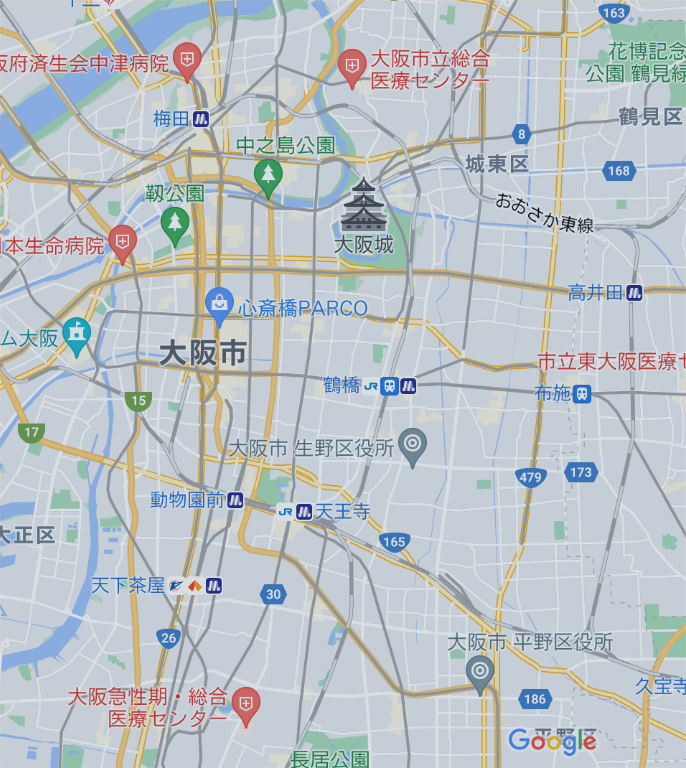 163
府済生会中津病院
大阪市立総合
医療センター
花博記念
公園 鶴見緑
梅田
鶴見区
8
中之島公園
城東区
168
靱公園
おおさか東線
大阪城
本生命病院
高井田
心斎橋PARCO
ム大阪
大阪市
市立東大阪医療セ
鶴橋
JR
布施
15
17
大阪市 生野区役所
479
173
動物園前
JR
天王寺
大正区
165
天下茶屋
30
26
大阪市 平野区役所
久宝寺
186
大阪急性期・総合
医療センター
Google
平野区
長居公園